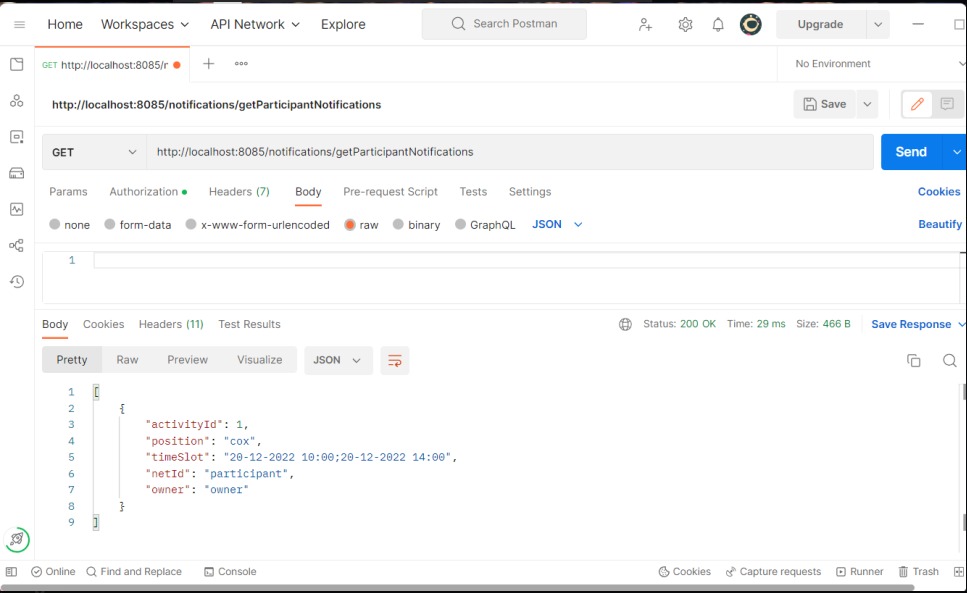 Home Workspaces API Network Explore Search Postman Upgrade
GET http://localhost:8085/r No Environment
http://localhost:8085/notifications/getParticipantNotifications Save
GET http://localhost:8085/notifications/getParticipantNotifications Send
Params Authorization Headers (7) Body Pre-request Script Tests Settings Cookies
none form-data x-www-form-urlencoded raw binary GraphQL JSON Beautify
1
Body Cookies Headers (11) Test Results Status: 200 OK Time: 29 ms Size: 466 B Save Response
Pretty Raw Preview Visualize JSON
1 [
2 {
3 "activityId": 1,
4 "position": "cox",
5 "timeSlot": "20-12-2022 10:00;20-12-2022 14:00",
6 "netId": "participant",
7 "owner": "owner"
8 }
9 ]
Online Find and Replace Console Cookies Capture requests Runner Trash